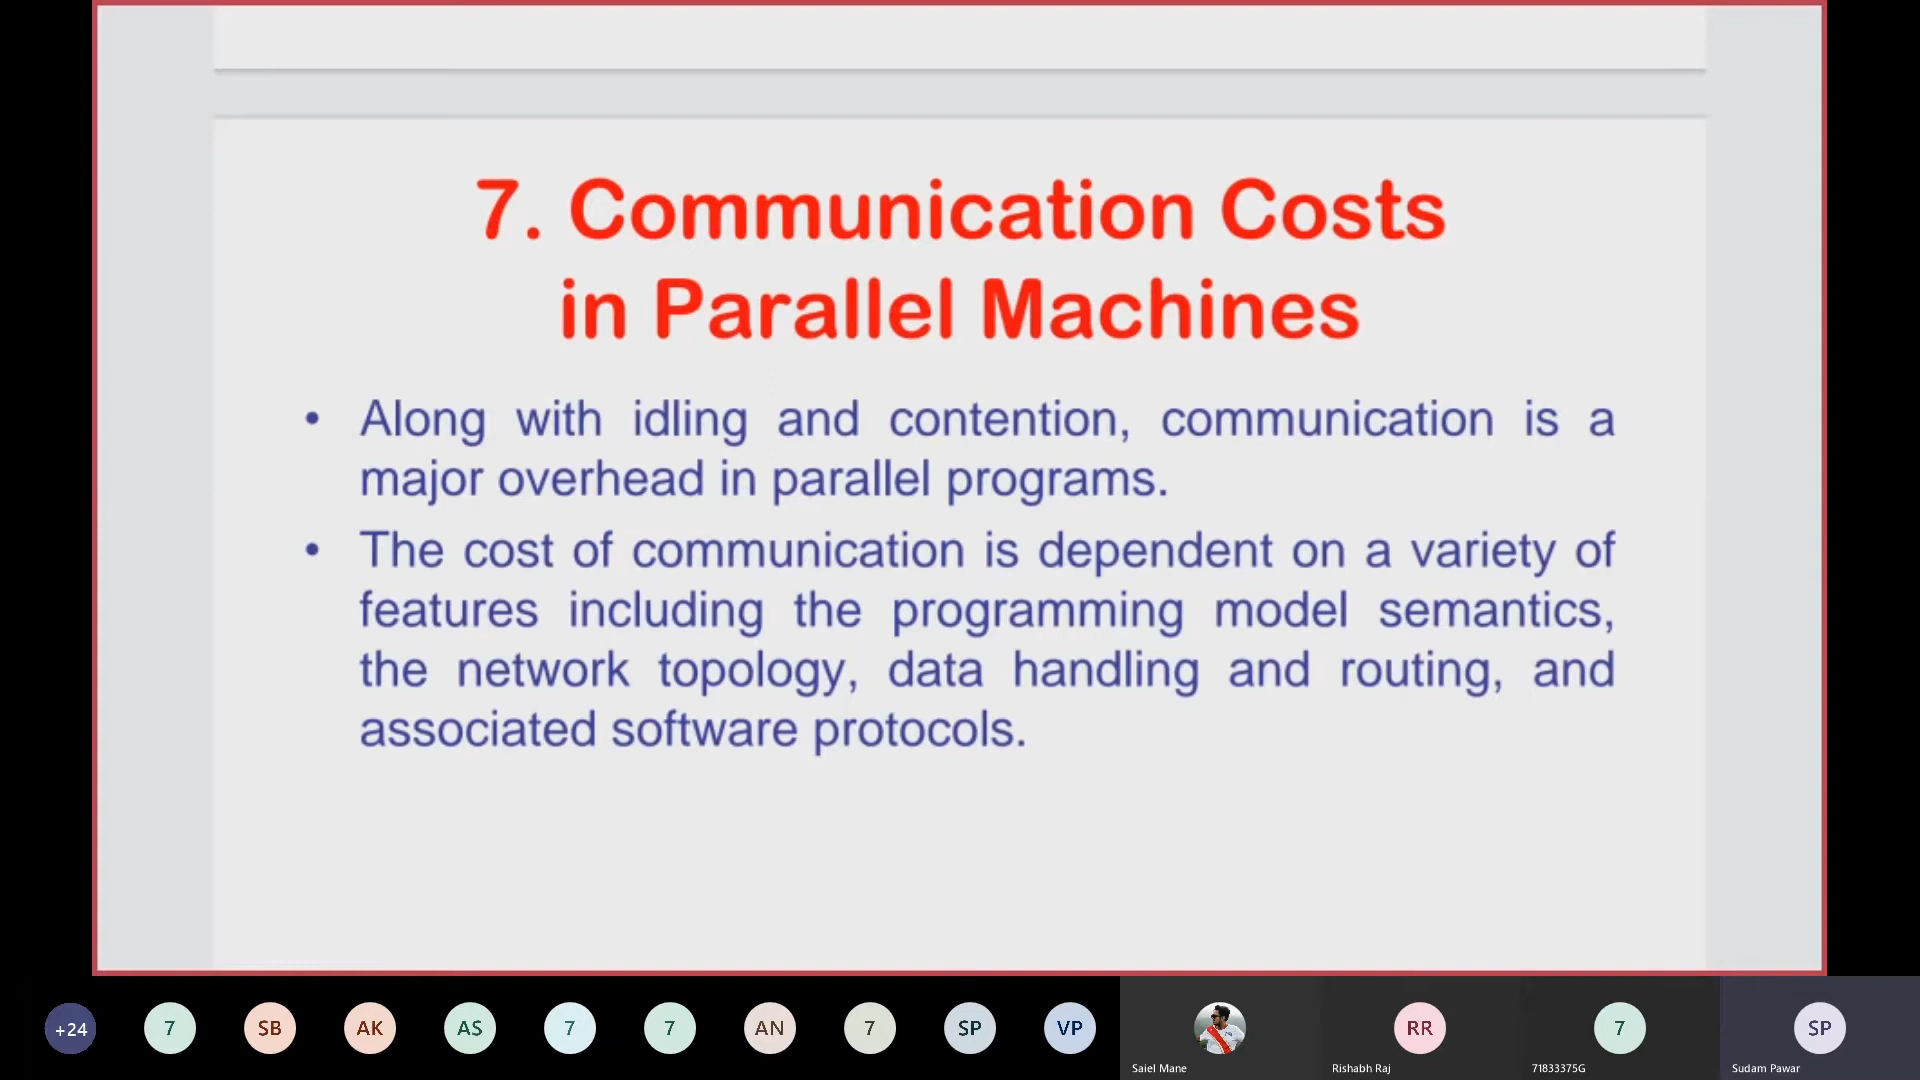 7. Communication Costs
in Parallel Machines
• Along with idling and contention, communication is a
major overhead in parallel programs.
• The cost of communication is dependent on a variety of
features including the programming model semantics,
the network topology, data handling and routing, and
associated software protocols.
+24 7 SB AK AS 7 7 AN 7 SP VP RR 7 SP
Saiel Mane Rishabh Raj 71833375G Sudam Pawar